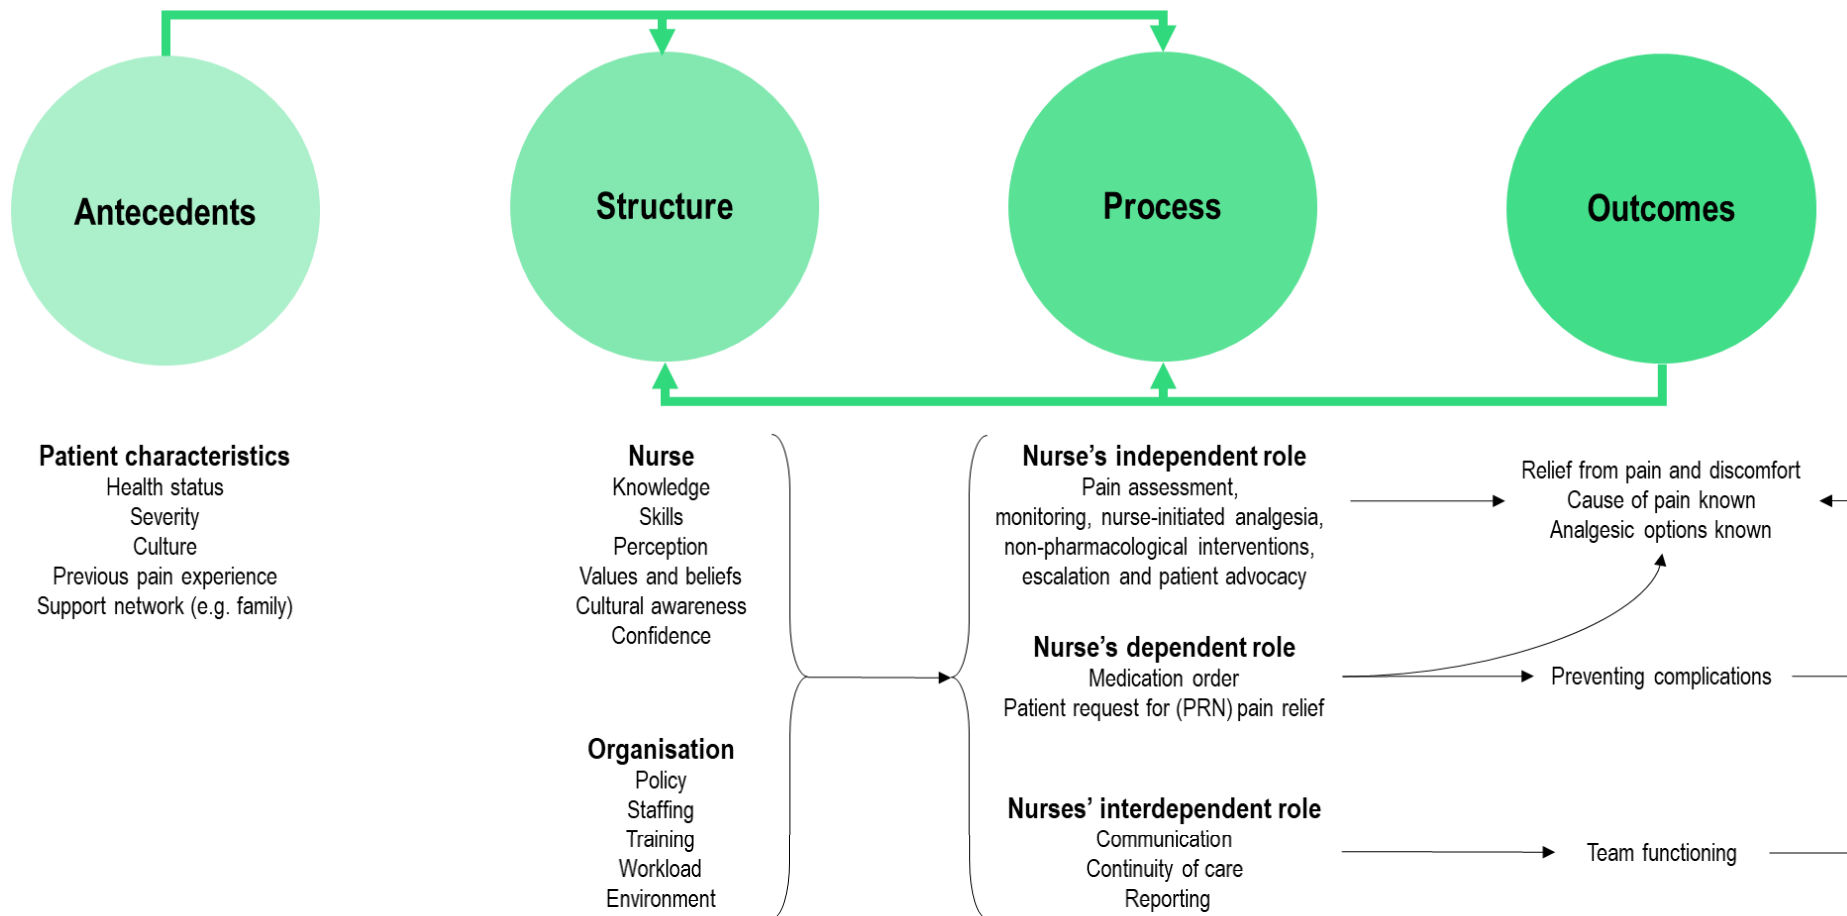 Antecedents
Structure
Process
Outcomes
Patient characteristics
Health status
Severity
Culture
Previous pain experience
Support network (e.g. family)
Nurse
Knowledge
Skills
Perception
Values and beliefs
Cultural awareness
Confidence
Organisation
Policy
Staffing
Training
Workload
Environment
Nurse’s independent role
Pain assessment,
monitoring, nurse-initiated analgesia,
non-pharmacological interventions,
escalation and patient advocacy
Nurse’s dependent role
Medication order
Patient request for (PRN) pain relief
Nurses’ interdependent role
Communication
Continuity of care
Reporting
Relief from pain and discomfort
Cause of pain known
Analgesic options known
Preventing complications
Team functioning